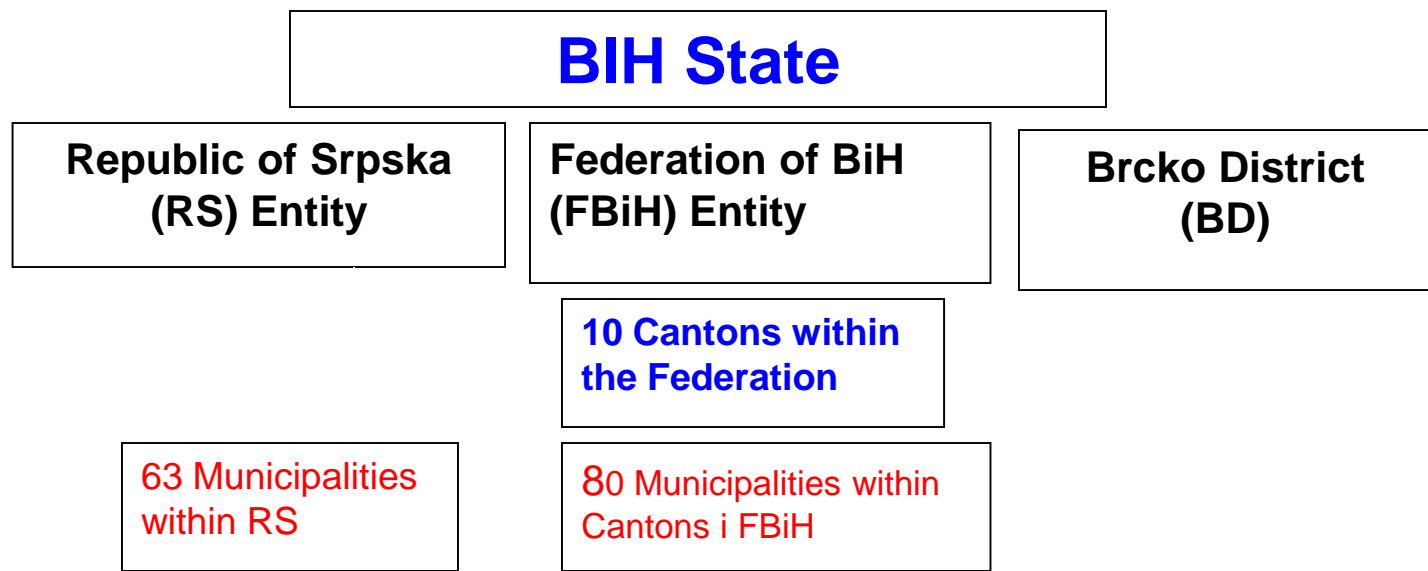 BIH State
Republic of Srpska
(RS) Entity
Federation of BiH
(FBiH) Entity
Brcko District
(BD)
10 Cantons within
the Federation
63 Municipalities
within RS
80 Municipalities within
Cantons i FBiH